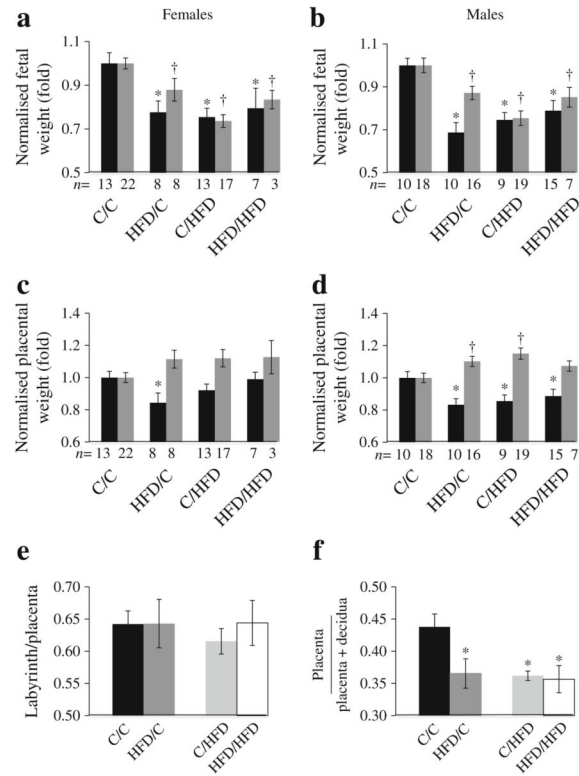 Females
Males
a
b
Normalised fetal
weight (fold)
1.1
0.9
0.7
0.5
*
†
*
†
*
†
n= 13 22 8 8 13 17 7 3
C/C
HFD/C
C/HFD
HFD/HFD
Normalised fetal
weight (fold)
1.1
0.9
0.7
0.5
*
†
*
†
*
†
n= 10 18 10 16 9 19 15 7
C/C
HFD/C
C/HFD
HFD/HFD
c
d
Normalised placental
weight (fold)
1.4
1.2
1.0
0.8
0.6
*
n= 13 22 8 8 13 17 7 3
C/C
HFD/C
C/HFD
HFD/HFD
Normalised placental
weight (fold)
1.4
1.2
1.0
0.8
0.6
*
†
*
†
*
n= 10 18 10 16 9 19 15 7
C/C
HFD/C
C/HFD
HFD/HFD
e
f
Labyrinth/placenta
0.70
0.65
0.60
0.55
0.50
C/C
HFD/C
C/HFD
HFD/HFD
Placenta
placenta + decidua
0.50
0.45
0.40
0.35
0.30
*
*
*
C/C
HFD/C
C/HFD
HFD/HFD